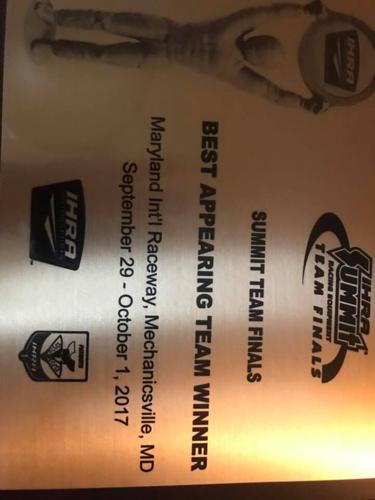 IHRA
IHRA
SUMMIT
RACING EQUIPMENT
TEAM FINALS
SUMMIT TEAM FINALS
BEST APPEARING TEAM WINNER
Maryland Int'l Raceway, Mechanicsville, MD
September 29 - October 1, 2017
IHRA